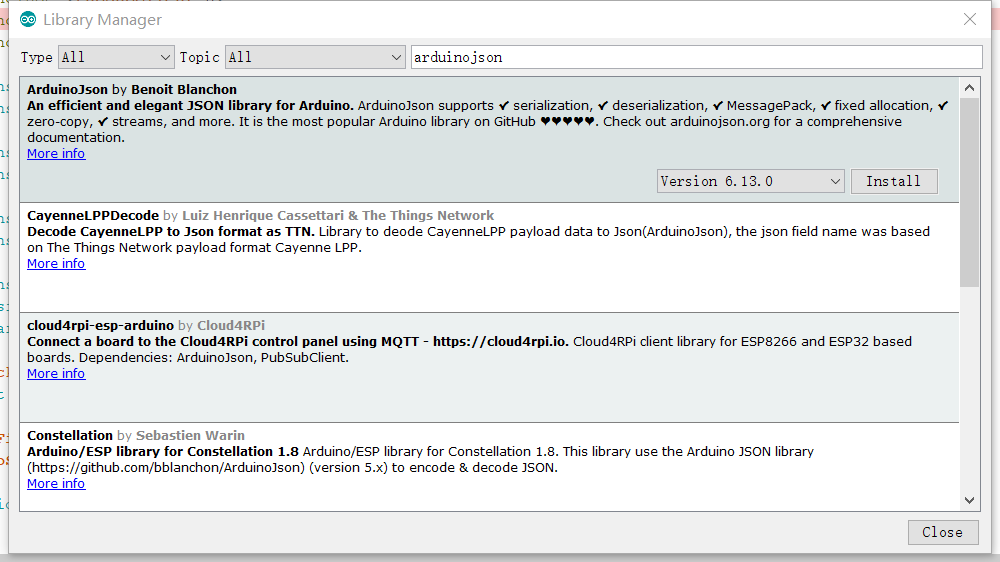 Library Manager
Type All Topic All arduinojson
ArduinoJson by Benoit Blanchon
An efficient and elegant JSON library for Arduino. ArduinoJson supports ✔ serialization, ✔ deserialization, ✔ MessagePack, ✔ fixed allocation, ✔
zero-copy, ✔ streams, and more. It is the most popular Arduino library on GitHub ♥♥♥♥♥. Check out arduinojson.org for a comprehensive
documentation.
More info
Version 6.13.0 Install
CayenneLPPDecode by Luiz Henrique Cassettari & The Things Network
Decode CayenneLPP to Json format as TTN. Library to deode CayenneLPP payload data to Json(ArduinoJson), the json field name was based
on The Things Network payload format Cayenne LPP.
More info
cloud4rpi-esp-arduino by Cloud4RPi
Connect a board to the Cloud4RPi control panel using MQTT - https://cloud4rpi.io. Cloud4RPi client library for ESP8266 and ESP32 based
boards. Dependencies: ArduinoJson, PubSubClient.
More info
Constellation by Sebastien Warin
Arduino/ESP library for Constellation 1.8 Arduino/ESP library for Constellation 1.8. This library use the Arduino JSON library
(https://github.com/bblanchon/ArduinoJson) (version 5.x) to encode & decode JSON.
More info
Close